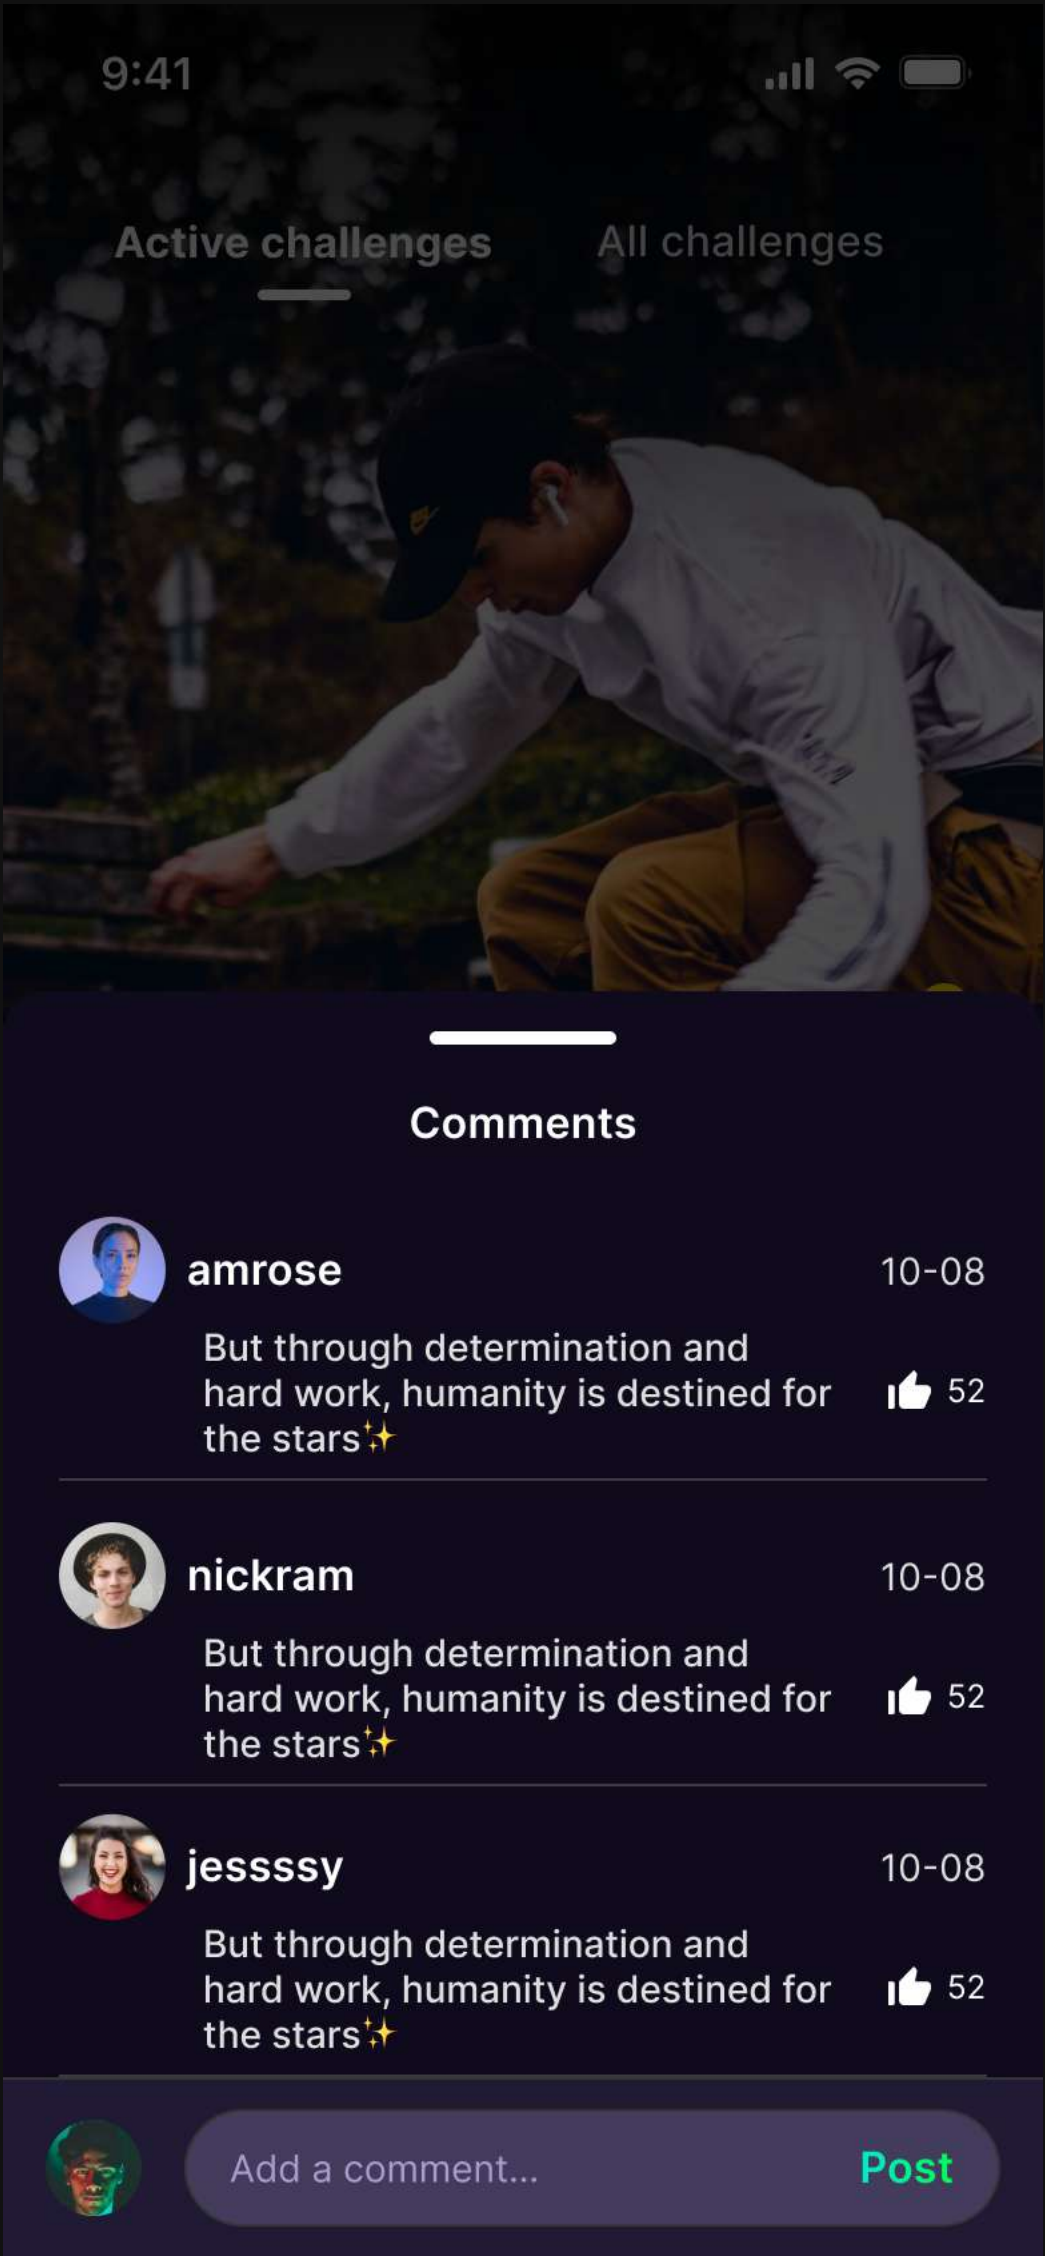 9:41
Active challenges All challenges
Comments
amrose 10-08
But through determination and
hard work, humanity is destined for 52
the stars✨
nickram 10-08
But through determination and
hard work, humanity is destined for 52
the stars✨
jessssy 10-08
But through determination and
hard work, humanity is destined for 52
the stars✨
Add a comment... Post